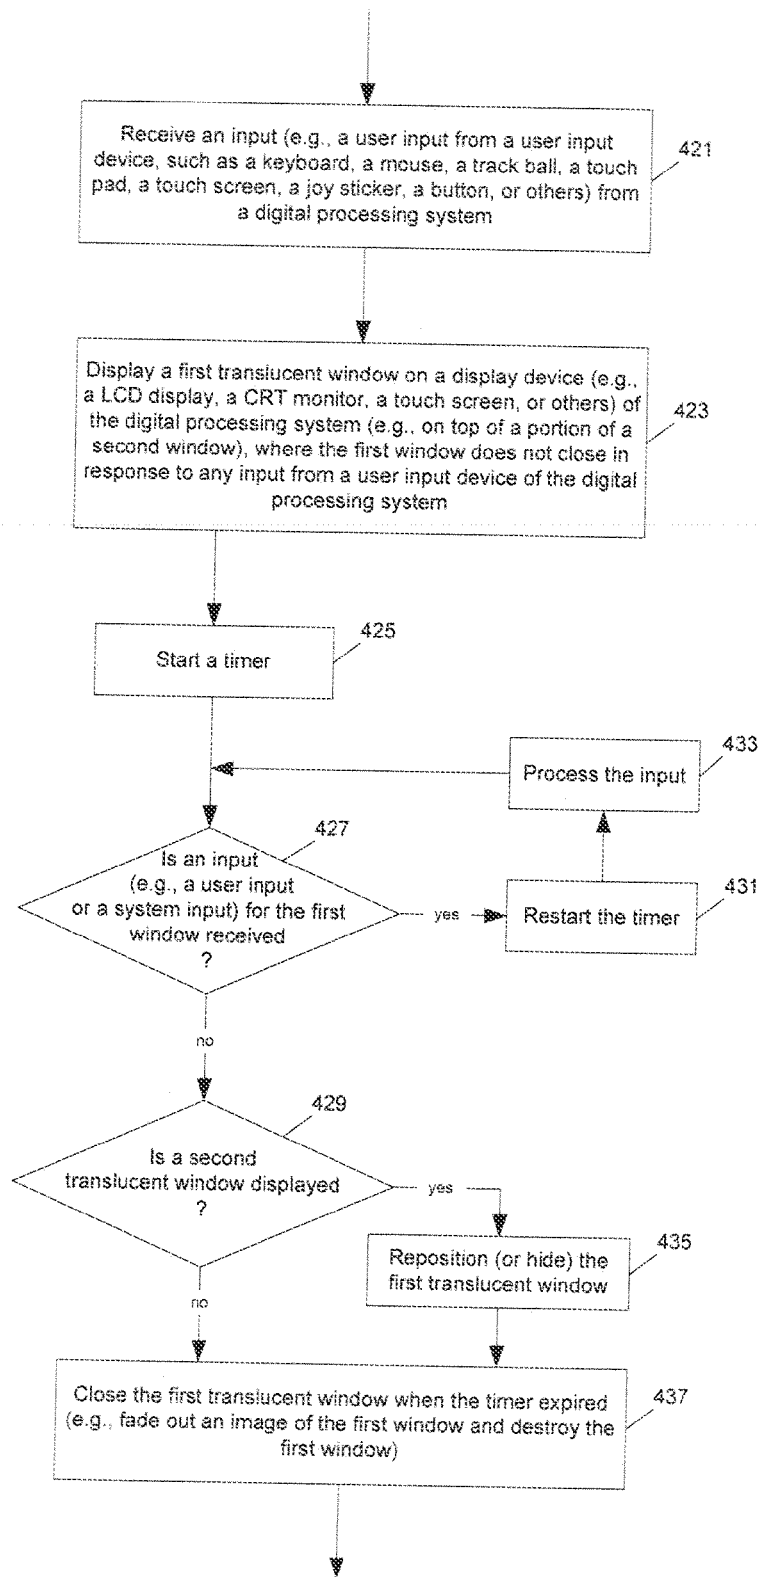 Receive an input (e.g., a user input from a user input
device, such as a keyboard, a mouse, a track ball, a touch
pad, a touch screen, a joy sticker, a button, or others) from
a digital processing system
421
Display a first translucent window on a display device (e.g.,
a LCD display, a CRT monitor, a touch screen, or others) of
the digital processing system (e.g., on top of a portion of a
second window), where the first window does not close in
response to any input from a user input device of the digital
processing system
423
Start a timer
425
Process the input
433
Is an input
(e.g., a user input
or a system input) for the first
window received
?
427
yes
Restart the timer
431
no
Is a second
translucent window displayed
?
429
yes
Reposition (or hide) the
first translucent window
435
no
Close the first translucent window when the timer expired
(e.g., fade out an image of the first window and destroy the
first window)
437